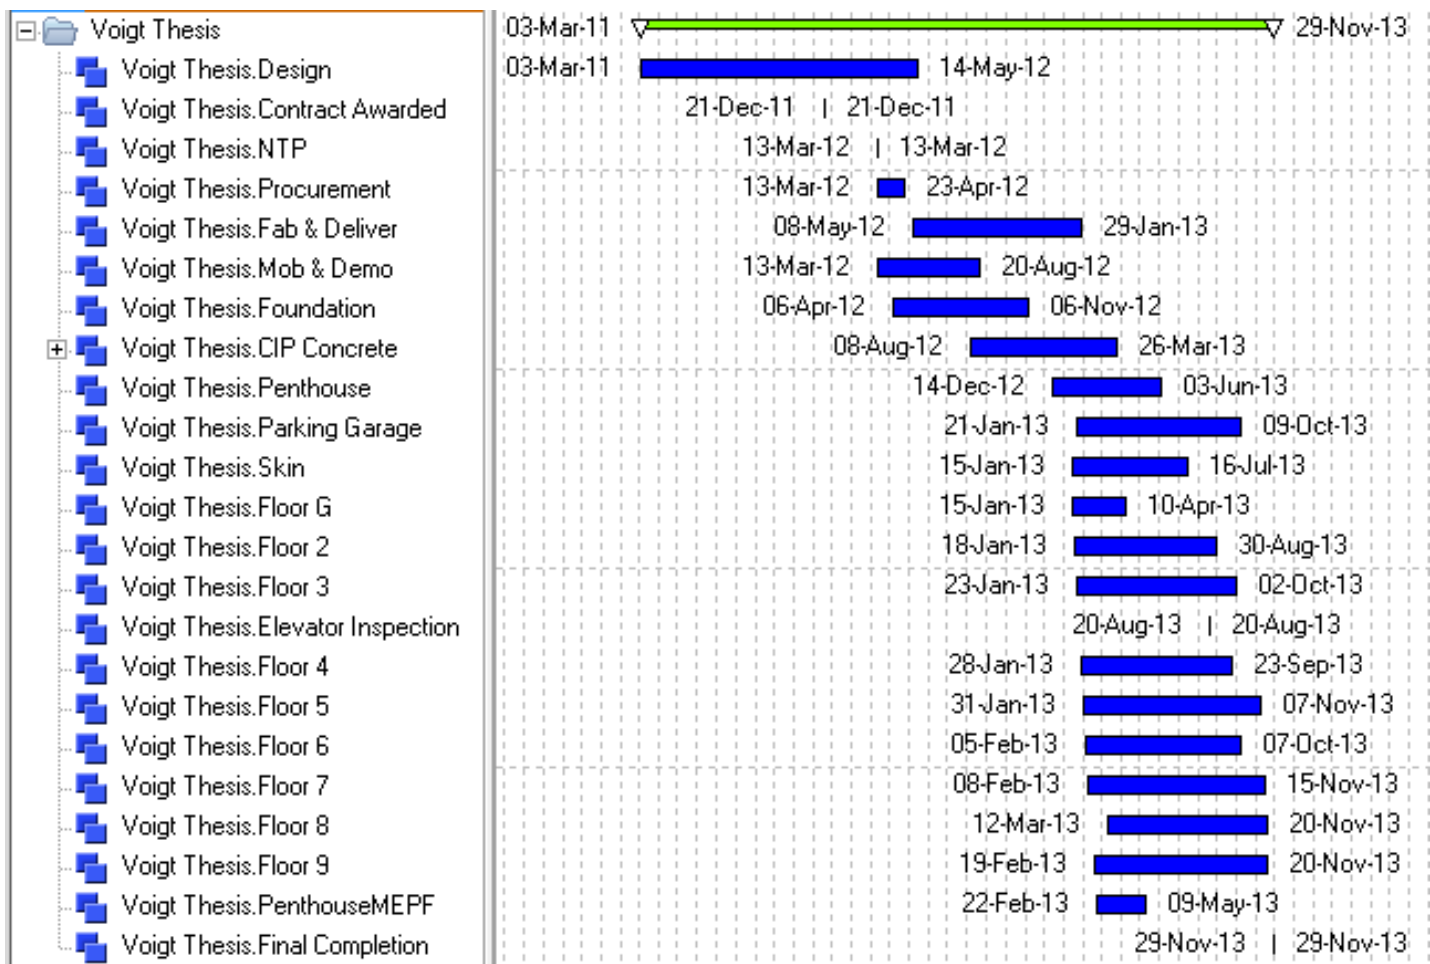 Voigt Thesis 03-Mar-11 29-Nov-13
Voigt Thesis.Design 03-Mar-11 14-May-12
Voigt Thesis.Contract Awarded 21-Dec-11 21-Dec-11
Voigt Thesis.NTP 13-Mar-12 13-Mar-12
Voigt Thesis.Procurement 13-Mar-12 23-Apr-12
Voigt Thesis.Fab & Deliver 08-May-12 29-Jan-13
Voigt Thesis.Mob & Demo 13-Mar-12 20-Aug-12
Voigt Thesis.Foundation 06-Apr-12 06-Nov-12
Voigt Thesis.CIP Concrete 08-Aug-12 26-Mar-13
Voigt Thesis.Penthouse 14-Dec-12 03-Jun-13
Voigt Thesis.Parking Garage 21-Jan-13 09-Oct-13
Voigt Thesis.Skin 15-Jan-13 16-Jul-13
Voigt Thesis.Floor G 15-Jan-13 10-Apr-13
Voigt Thesis.Floor 2 18-Jan-13 30-Aug-13
Voigt Thesis.Floor 3 23-Jan-13 02-Oct-13
Voigt Thesis.Elevator Inspection 20-Aug-13 20-Aug-13
Voigt Thesis.Floor 4 28-Jan-13 23-Sep-13
Voigt Thesis.Floor 5 31-Jan-13 07-Nov-13
Voigt Thesis.Floor 6 05-Feb-13 07-Oct-13
Voigt Thesis.Floor 7 08-Feb-13 15-Nov-13
Voigt Thesis.Floor 8 12-Mar-13 20-Nov-13
Voigt Thesis.Floor 9 19-Feb-13 20-Nov-13
Voigt Thesis.PenthouseMEPF 22-Feb-13 09-May-13
Voigt Thesis.Final Completion 29-Nov-13 29-Nov-13